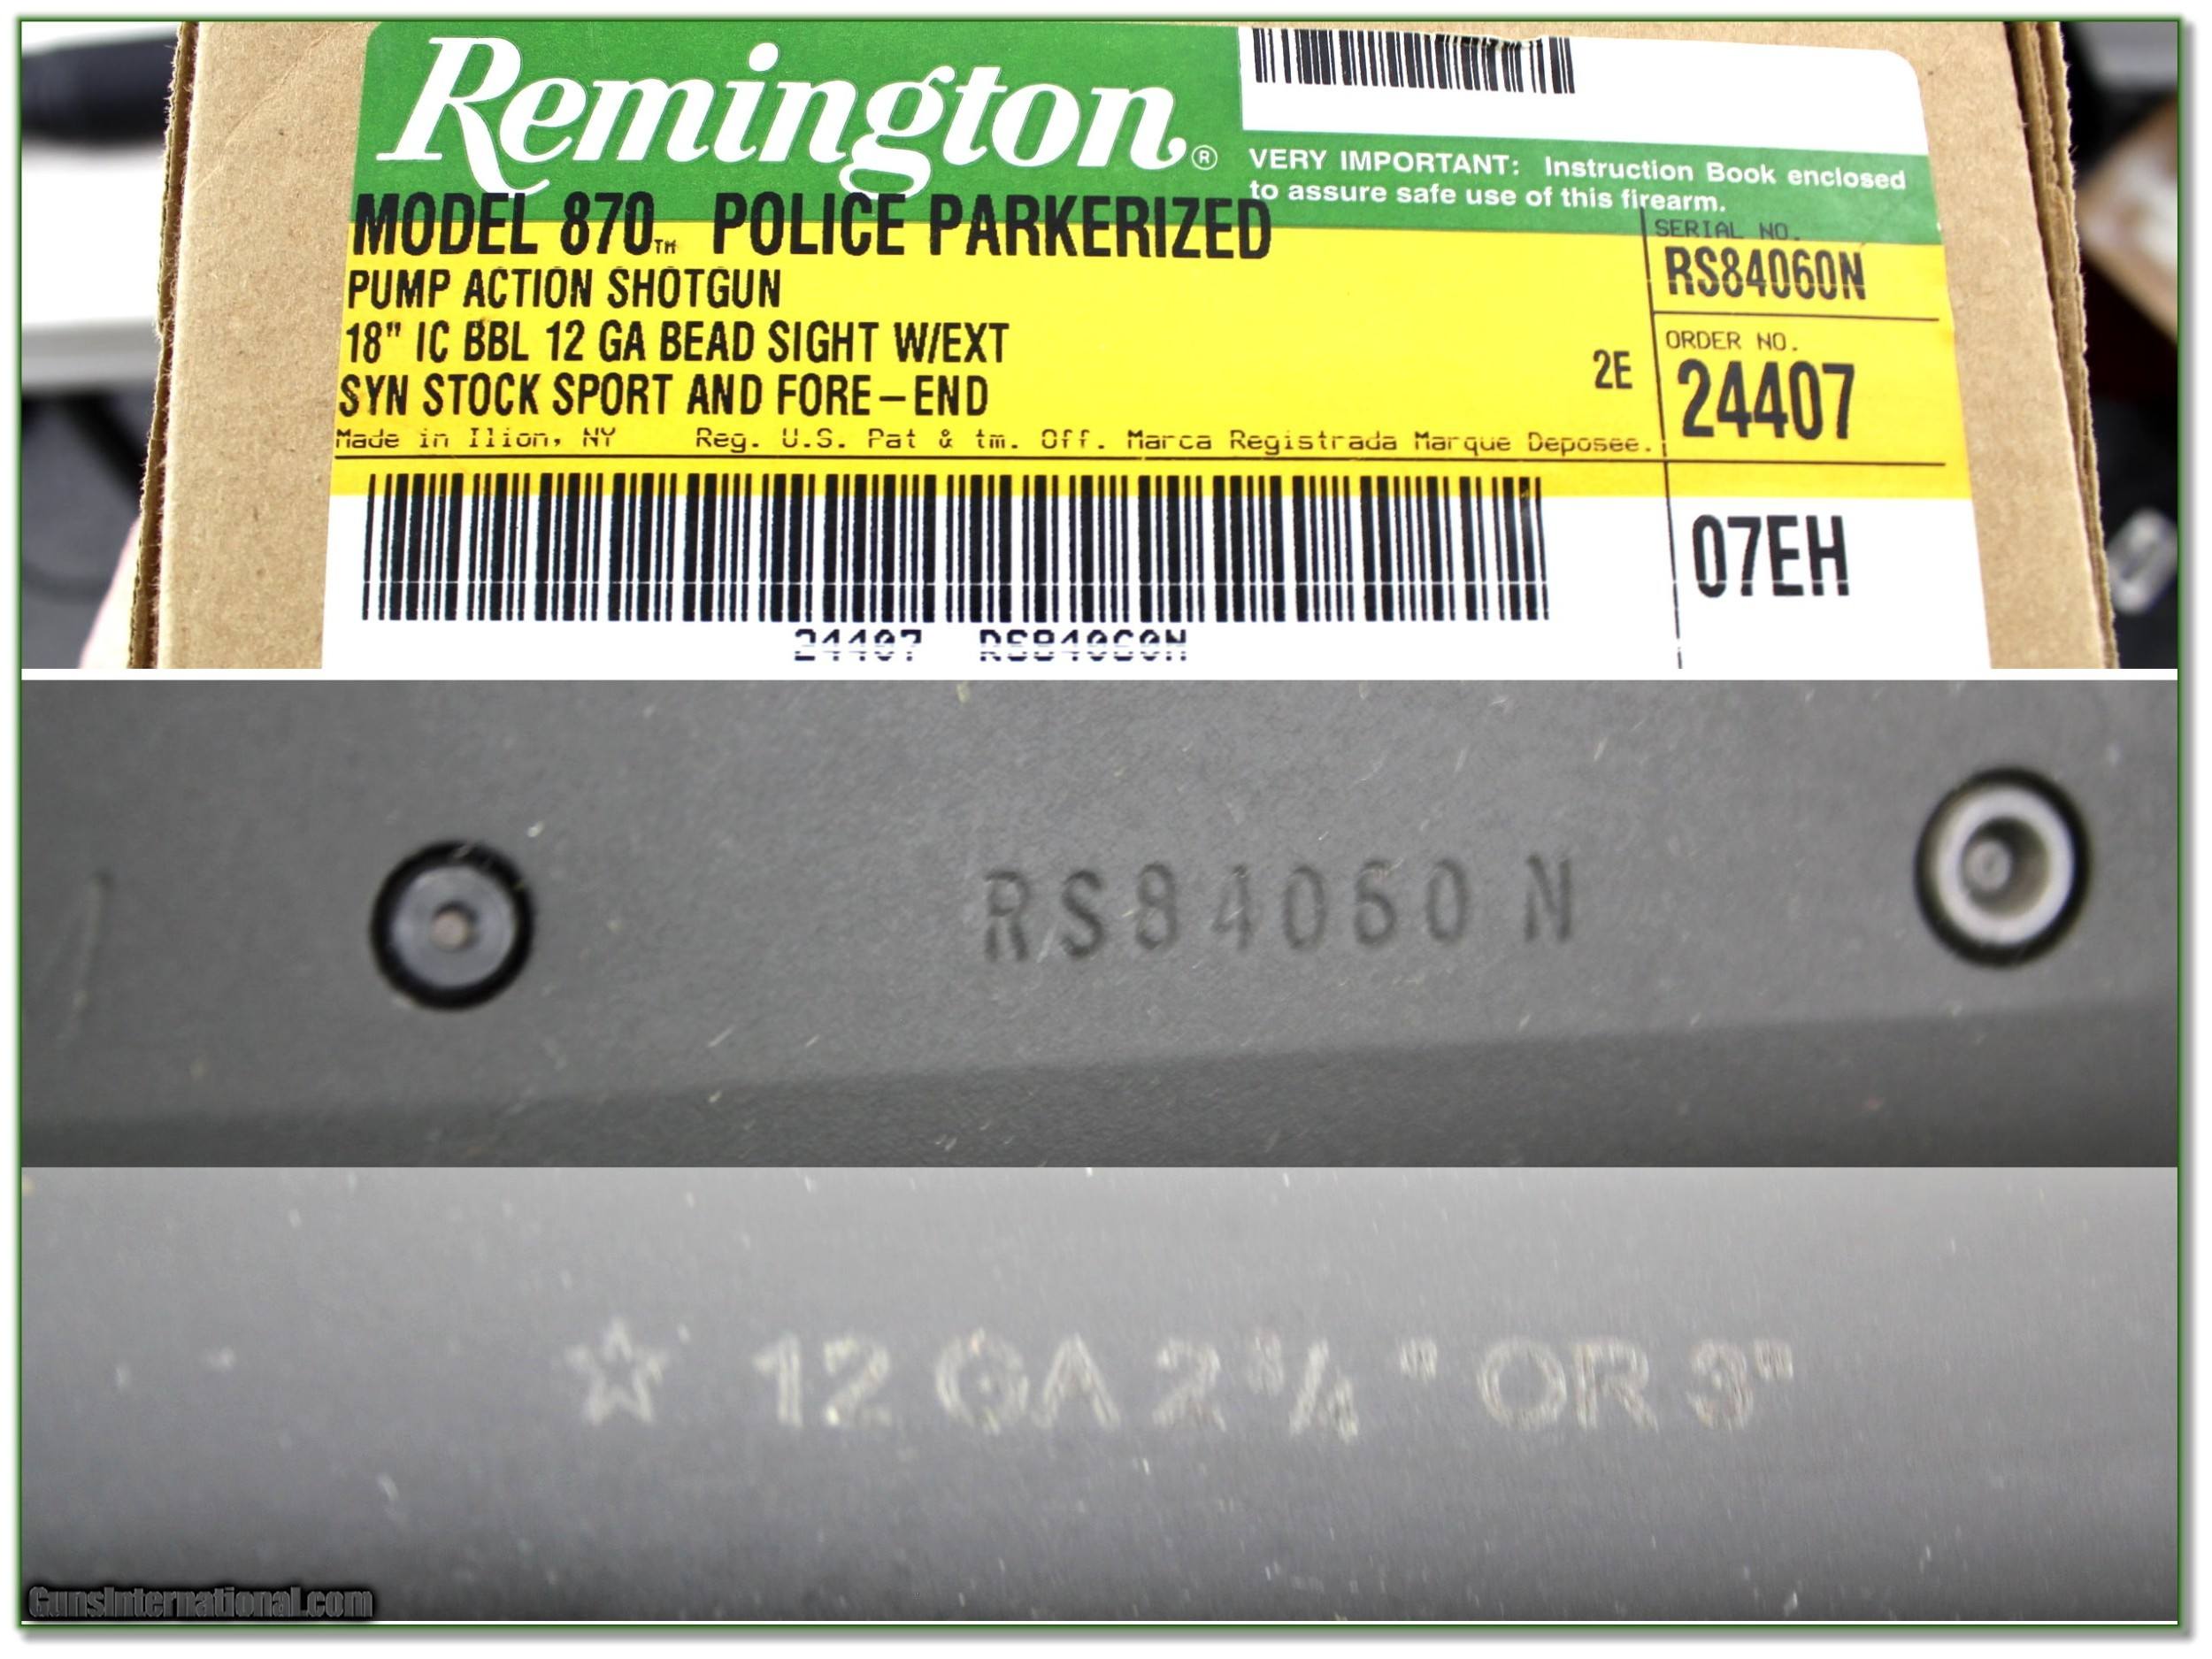 Remington®
VERY IMPORTANT: Instruction Book enclosed
to assure safe use of this firearm.
MODEL 870™ POLICE PARKERIZED
PUMP ACTION SHOTGUN
18" IC BBL 12 GA BEAD SIGHT W/EXT
SYN STOCK SPORT AND FORE-END
2E
Made in Ilion, NY Reg. U.S. Pat & tm. Off. Marca Registrada Marque Deposee.
SERIAL NO.
RS84060N
ORDER NO.
24407
07EH
24407 RS84060N
RS84060N
☆ 12 GA 2 ¾ " OR 3"
GunsInternational.com